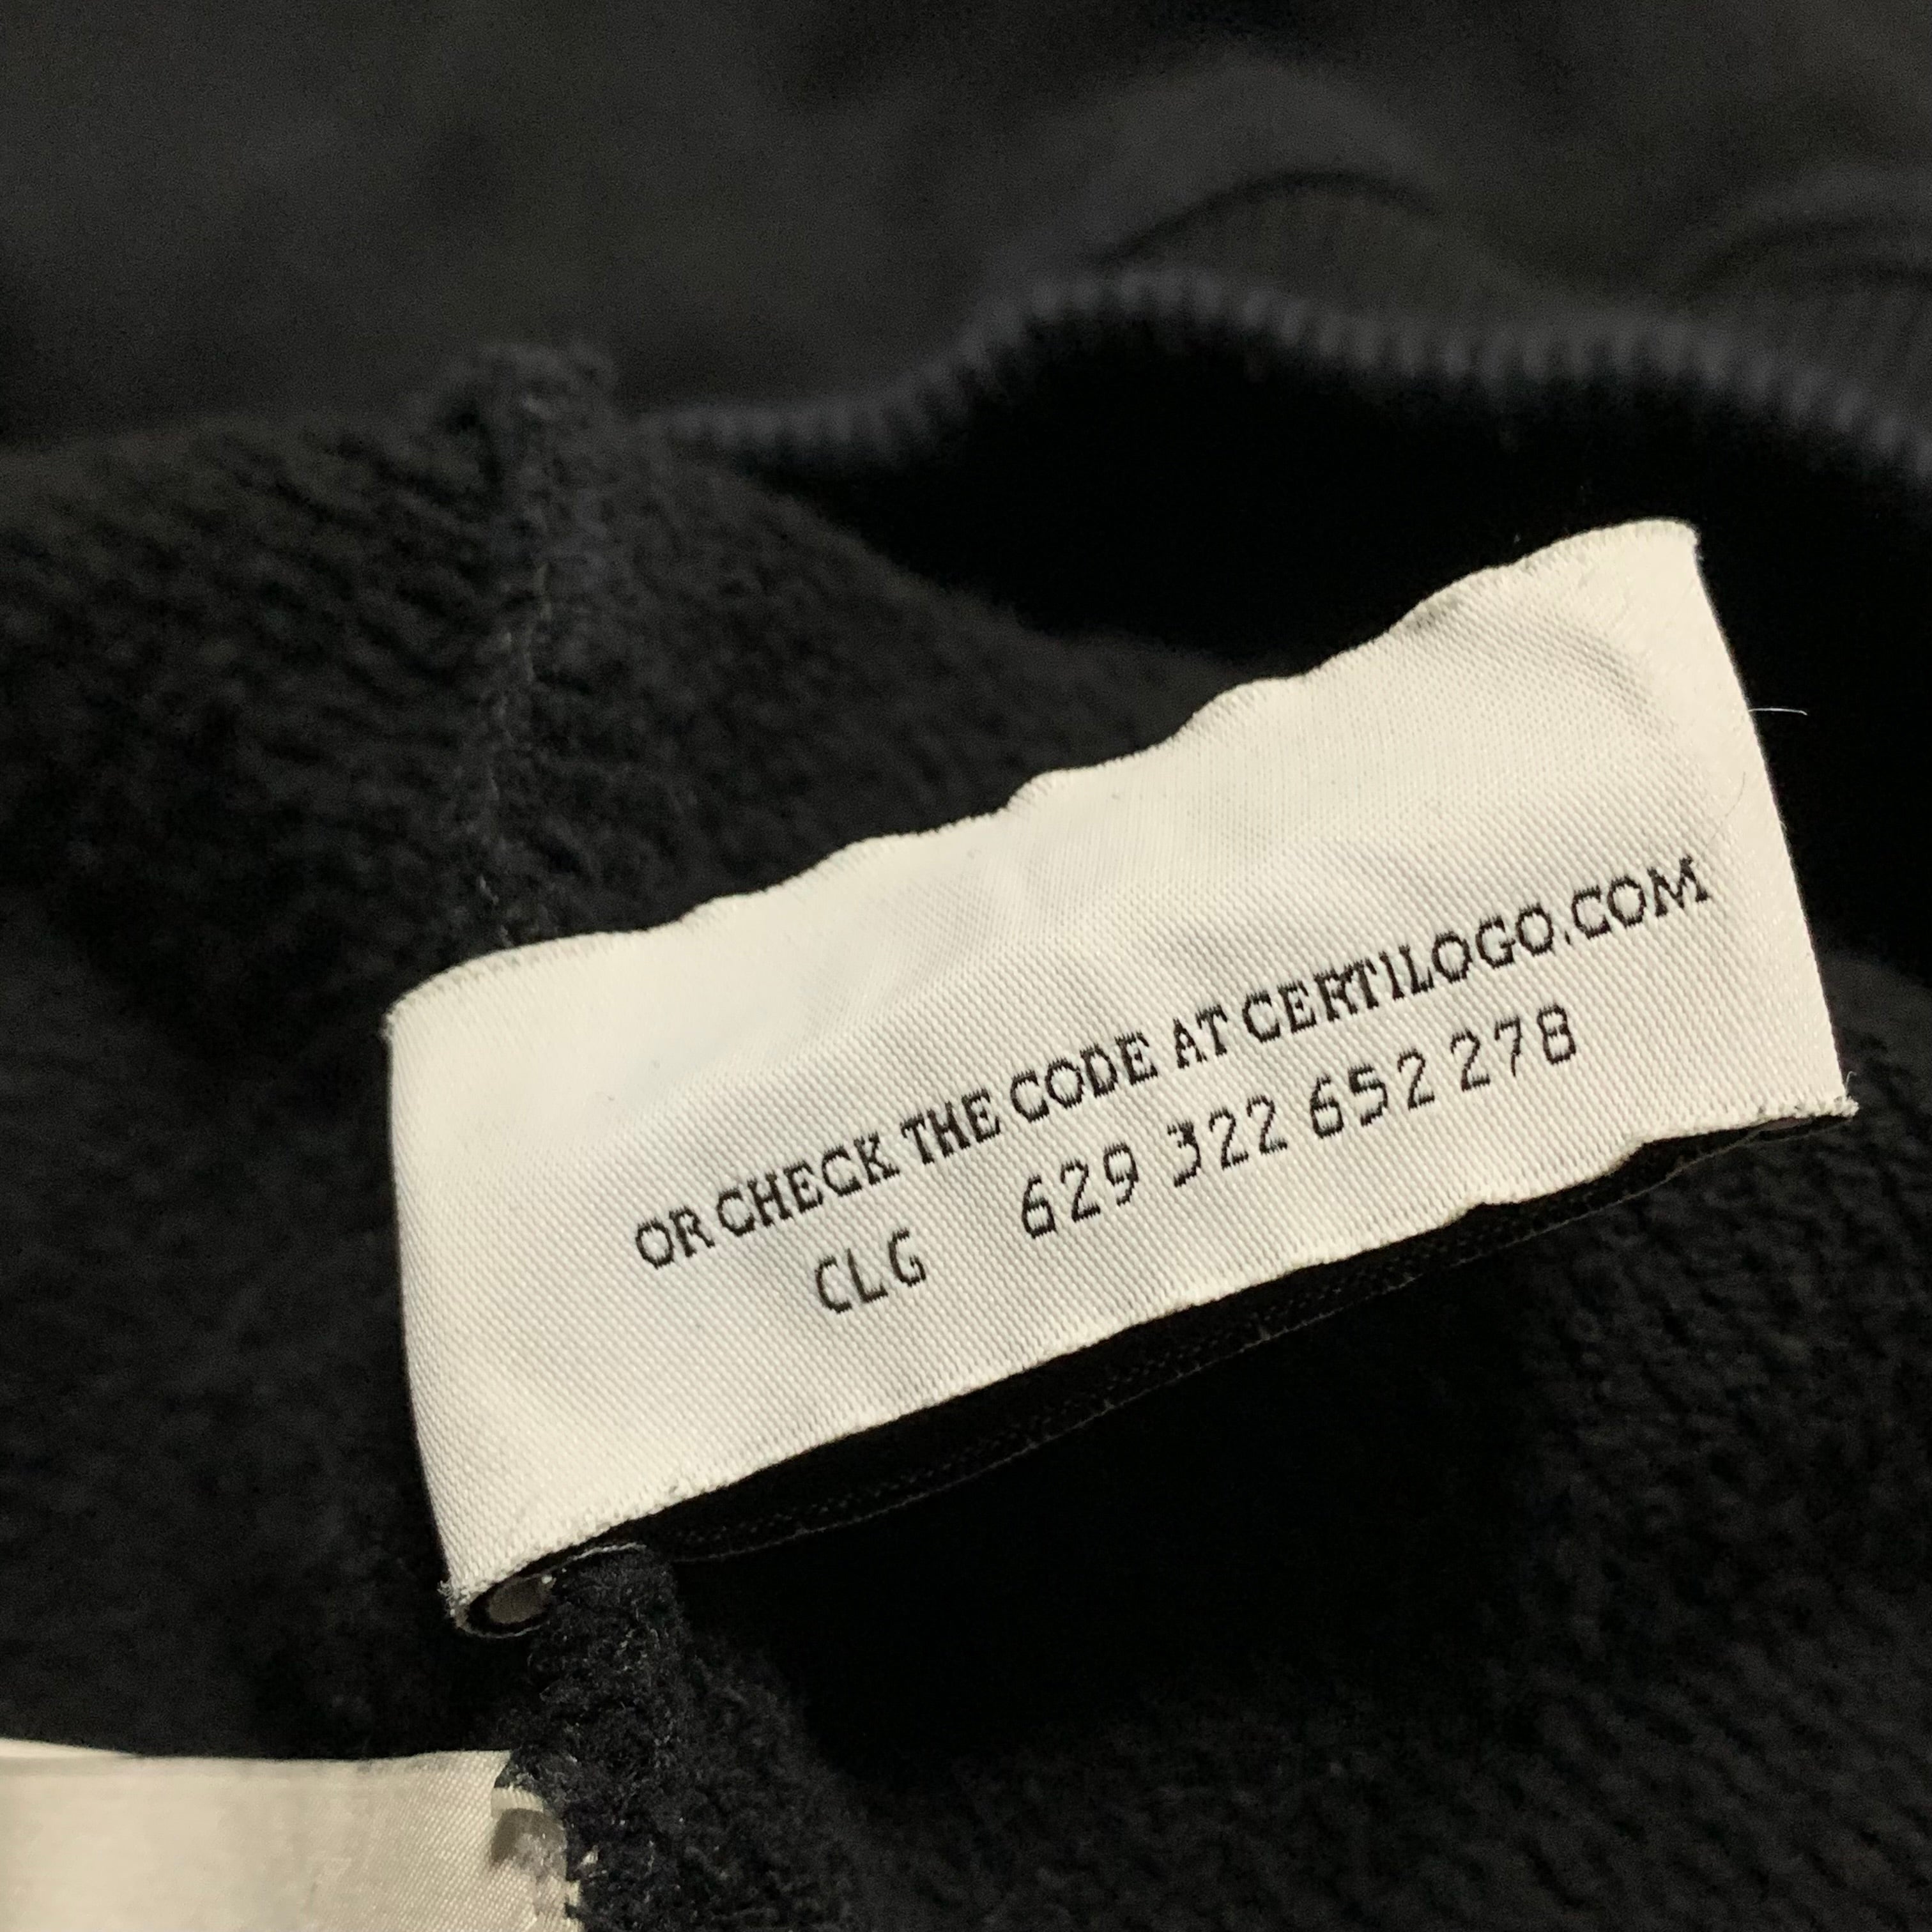 OR CHECK THE CODE AT CERTILOGO.COM
CLG 629 322 652 278